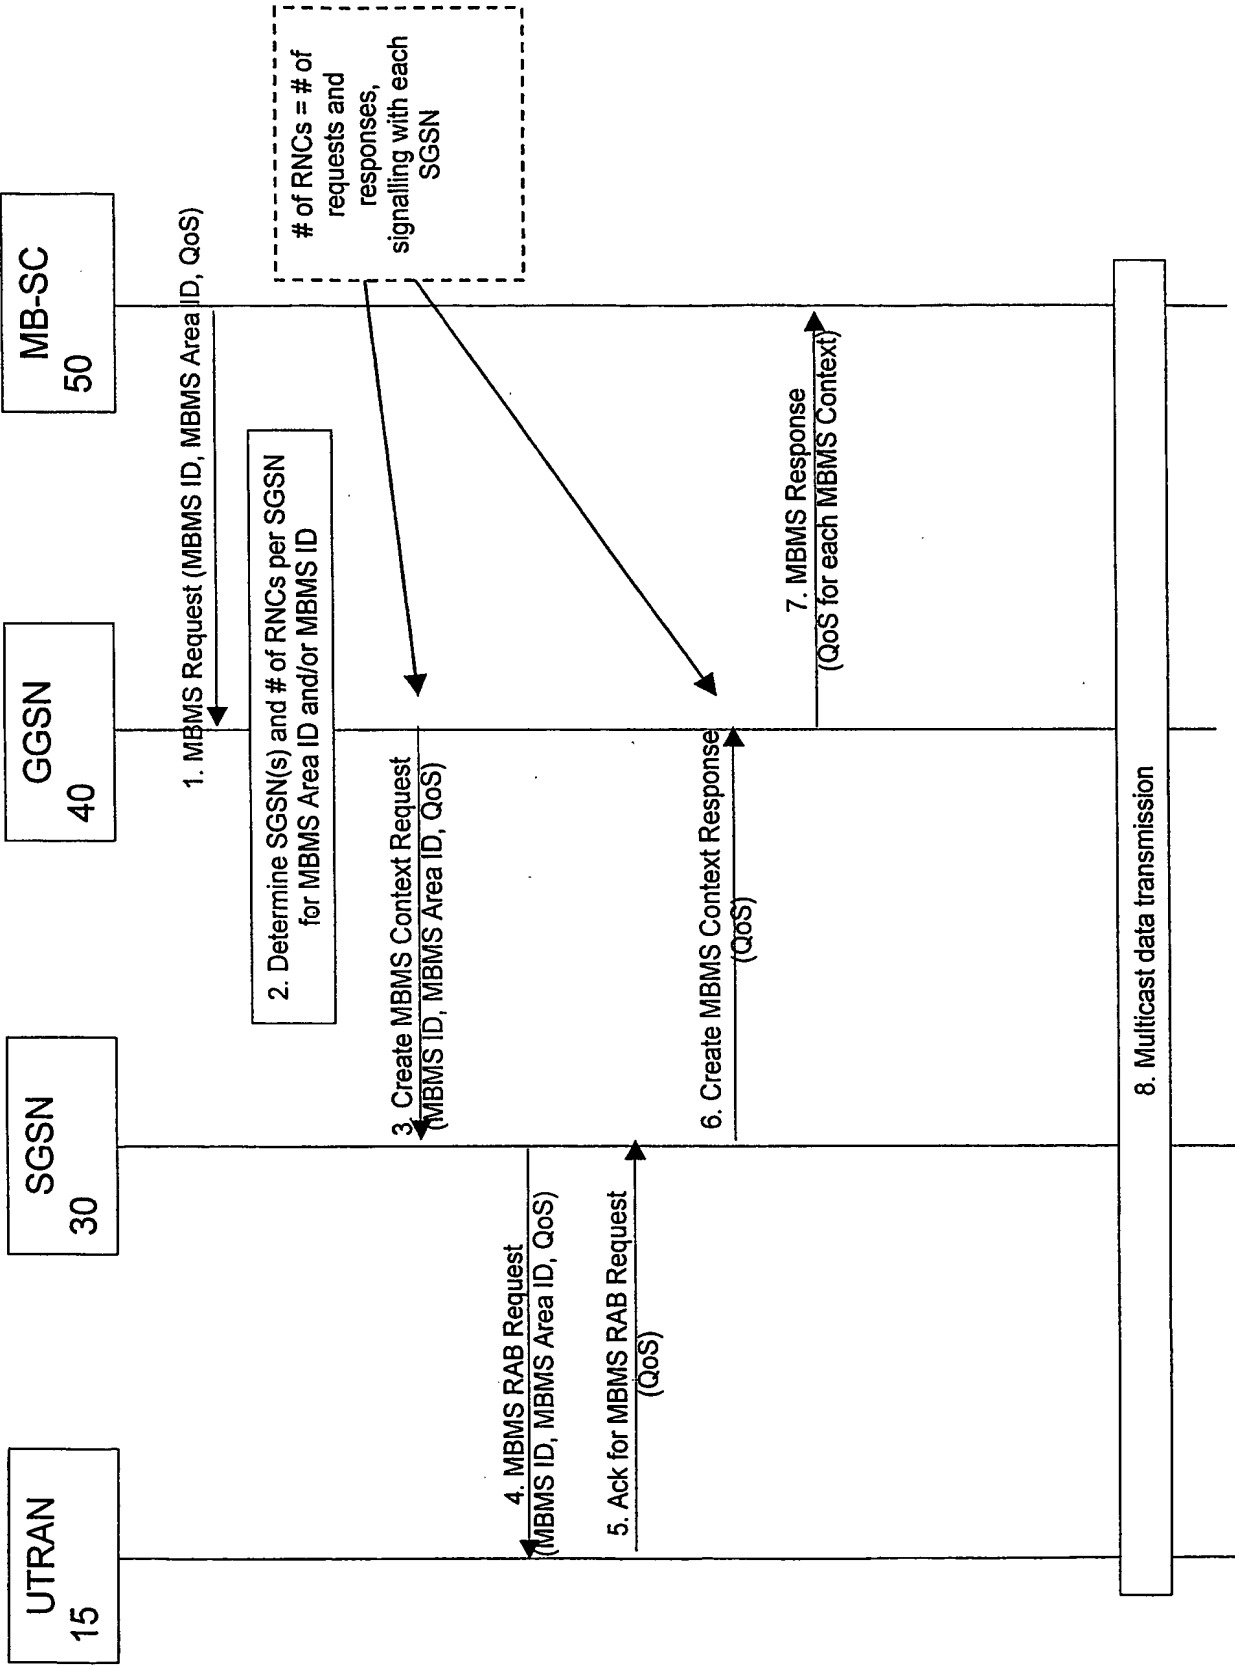 UTRAN
15
SGSN
30
GGSN
40
MB-SC
50
1. MBMS Request (MBMS ID, MBMS Area ID, QoS)
2. Determine SGSN(s) and # of RNCs per SGSN
for MBMS Area ID and/or MBMS ID
# of RNCs = # of
requests and
responses,
signalling with each
SGSN
3. Create MBMS Context Request
(MBMS ID, MBMS Area ID, QoS)
4. MBMS RAB Request
(MBMS ID, MBMS Area ID, QoS)
5. Ack for MBMS RAB Request
(QoS)
6. Create MBMS Context Response
(QoS)
7. MBMS Response
(QoS for each MBMS Context)
8. Multicast data transmission